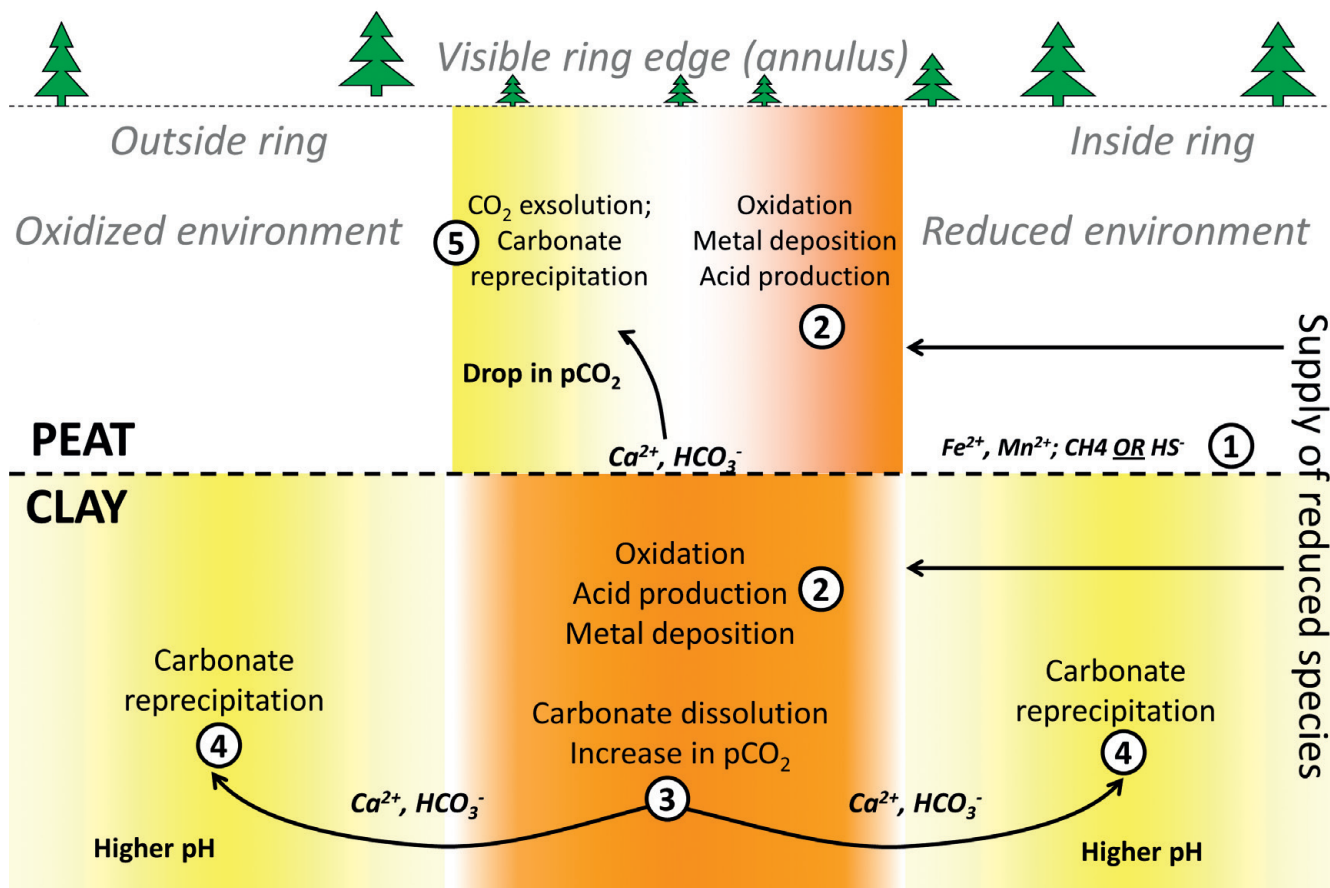 Visible ring edge (annulus)
Outside ring
Inside ring
Oxidized environment
Reduced environment
CO₂ exsolution;
Carbonate
reprecipitation
5
Oxidation
Metal deposition
Acid production
2
Drop in pCO₂
Ca²⁺, HCO₃⁻
Fe²⁺, Mn²⁺; CH4 OR HS⁻
1
Supply of reduced species
PEAT
CLAY
Oxidation
Acid production
Metal deposition
2
Carbonate
reprecipitation
4
Carbonate dissolution
Increase in pCO₂
3
Carbonate
reprecipitation
4
Ca²⁺, HCO₃⁻
Ca²⁺, HCO₃⁻
Higher pH
Higher pH